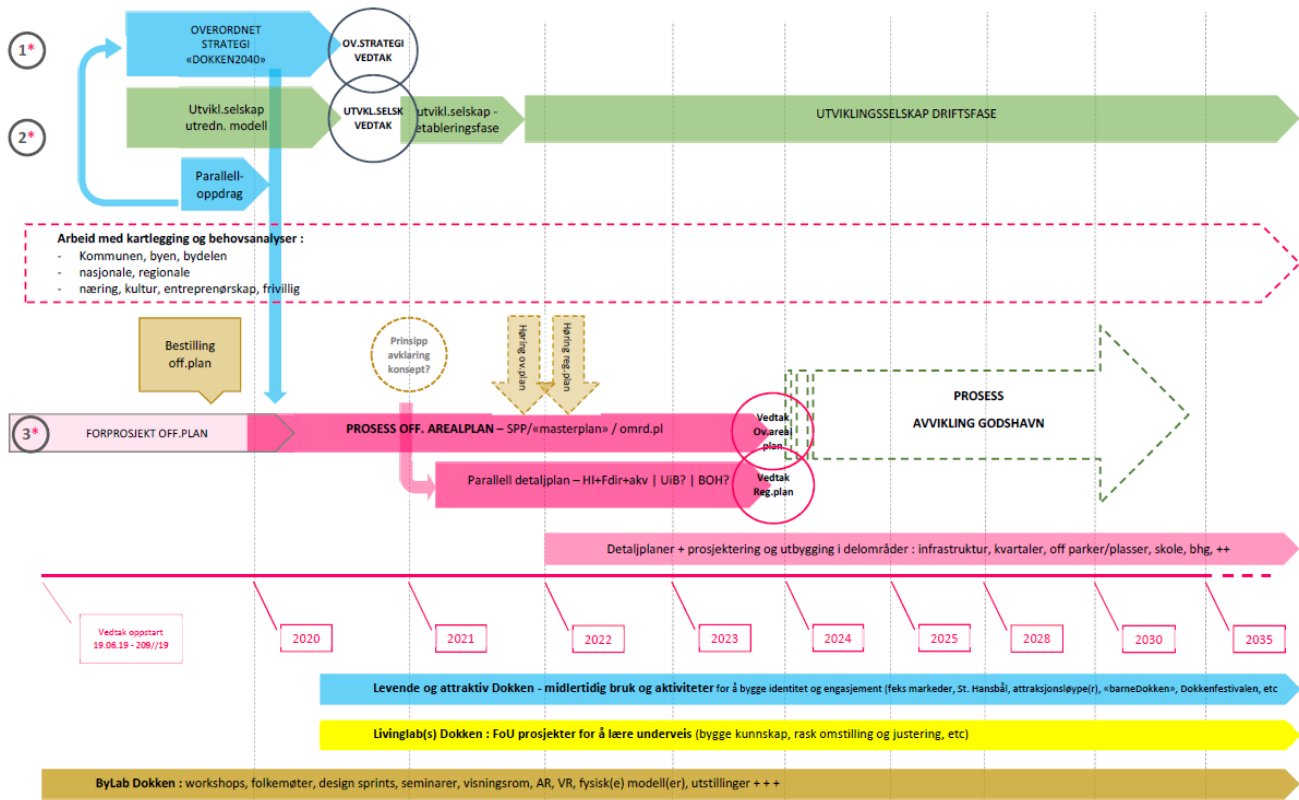 1*
OVERORDNET
STRATEGI
«DOKKEN2040»
OV.STRATEGI
VEDTAK
2*
Utvikl.selskap
utredn. modell
UTVKL.SELSK
VEDTAK
utvikl.selskap -
etableringsfase
UTVIKLINGSSELSKAP DRIFTSFASE
Parallell-
oppdrag
Arbeid med kartlegging og behovsanalyser :
- Kommunen, byen, bydelen
- nasjonale, regionale
- næring, kultur, entreprenørskap, frivillig
Bestilling
off.plan
Prinsipp
avklaring
konsept?
Høring ov.plan
Høring reg.plan
PROSESS
AVVIKLING GODSHAVN
3*
FORPROSJEKT OFF.PLAN
PROSESS OFF. AREALPLAN – SPP/«masterplan» / omrd.pl
Vedtak
Ov.areal
plan
Parallell detaljplan – HI+Fdir+akv | UiB? | BOH?
Vedtak
Reg.plan
Detaljplaner + prosjektering og utbygging i delområder : infrastruktur, kvartaler, off parker/plasser, skole, bhg, ++
Vedtak oppstart
19.06.19 - 209//19
2020
2021
2022
2023
2024
2025
2028
2030
2035
Levende og attraktiv Dokken - midlertidig bruk og aktiviteter for å bygge identitet og engasjement (feks markeder, St. Hansbål, attraksjonsløype(r), «barneDokken», Dokkenfestivalen, etc
Livinglab(s) Dokken : FoU prosjekter for å lære underveis (bygge kunnskap, rask omstilling og justering, etc)
ByLab Dokken : workshops, folkemøter, design sprints, seminarer, visningsrom, AR, VR, fysisk(e) modell(er), utstillinger + + +